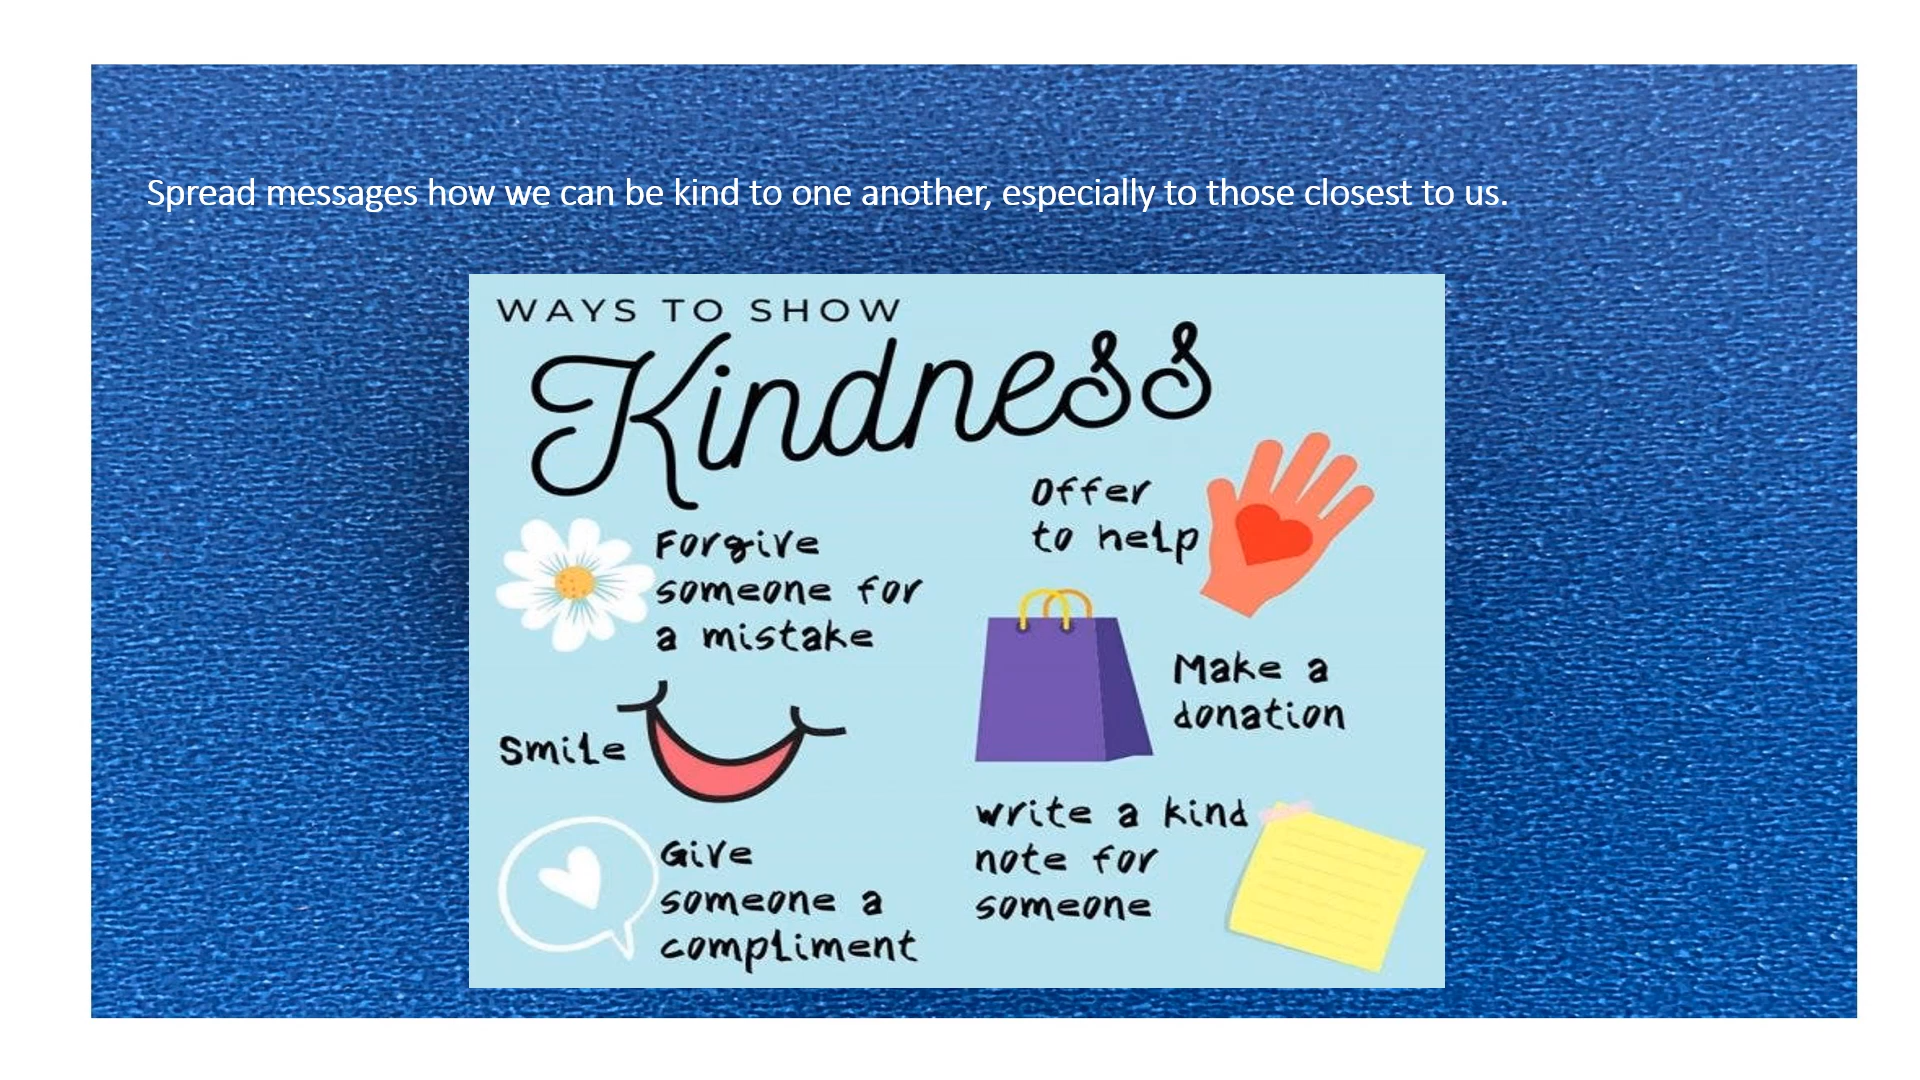 Spread messages how we can be kind to one another, especially to those closest to us.
WAYS TO SHOW
Kindness
Forgive
someone for
a mistake
Smile
Give
someone a
compliment
Offer
to help
Make a
donation
write a kind
note for
someone